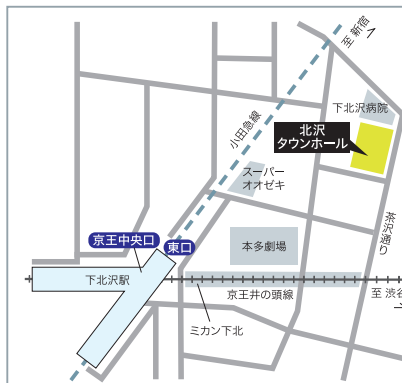 至 新宿
小田急線
下北沢病院
北沢
タウンホール
スーパー
オオゼキ
茶沢通り
京王中央口
東口
本多劇場
下北沢駅
京王井の頭線
至 渋谷
ミカン下北